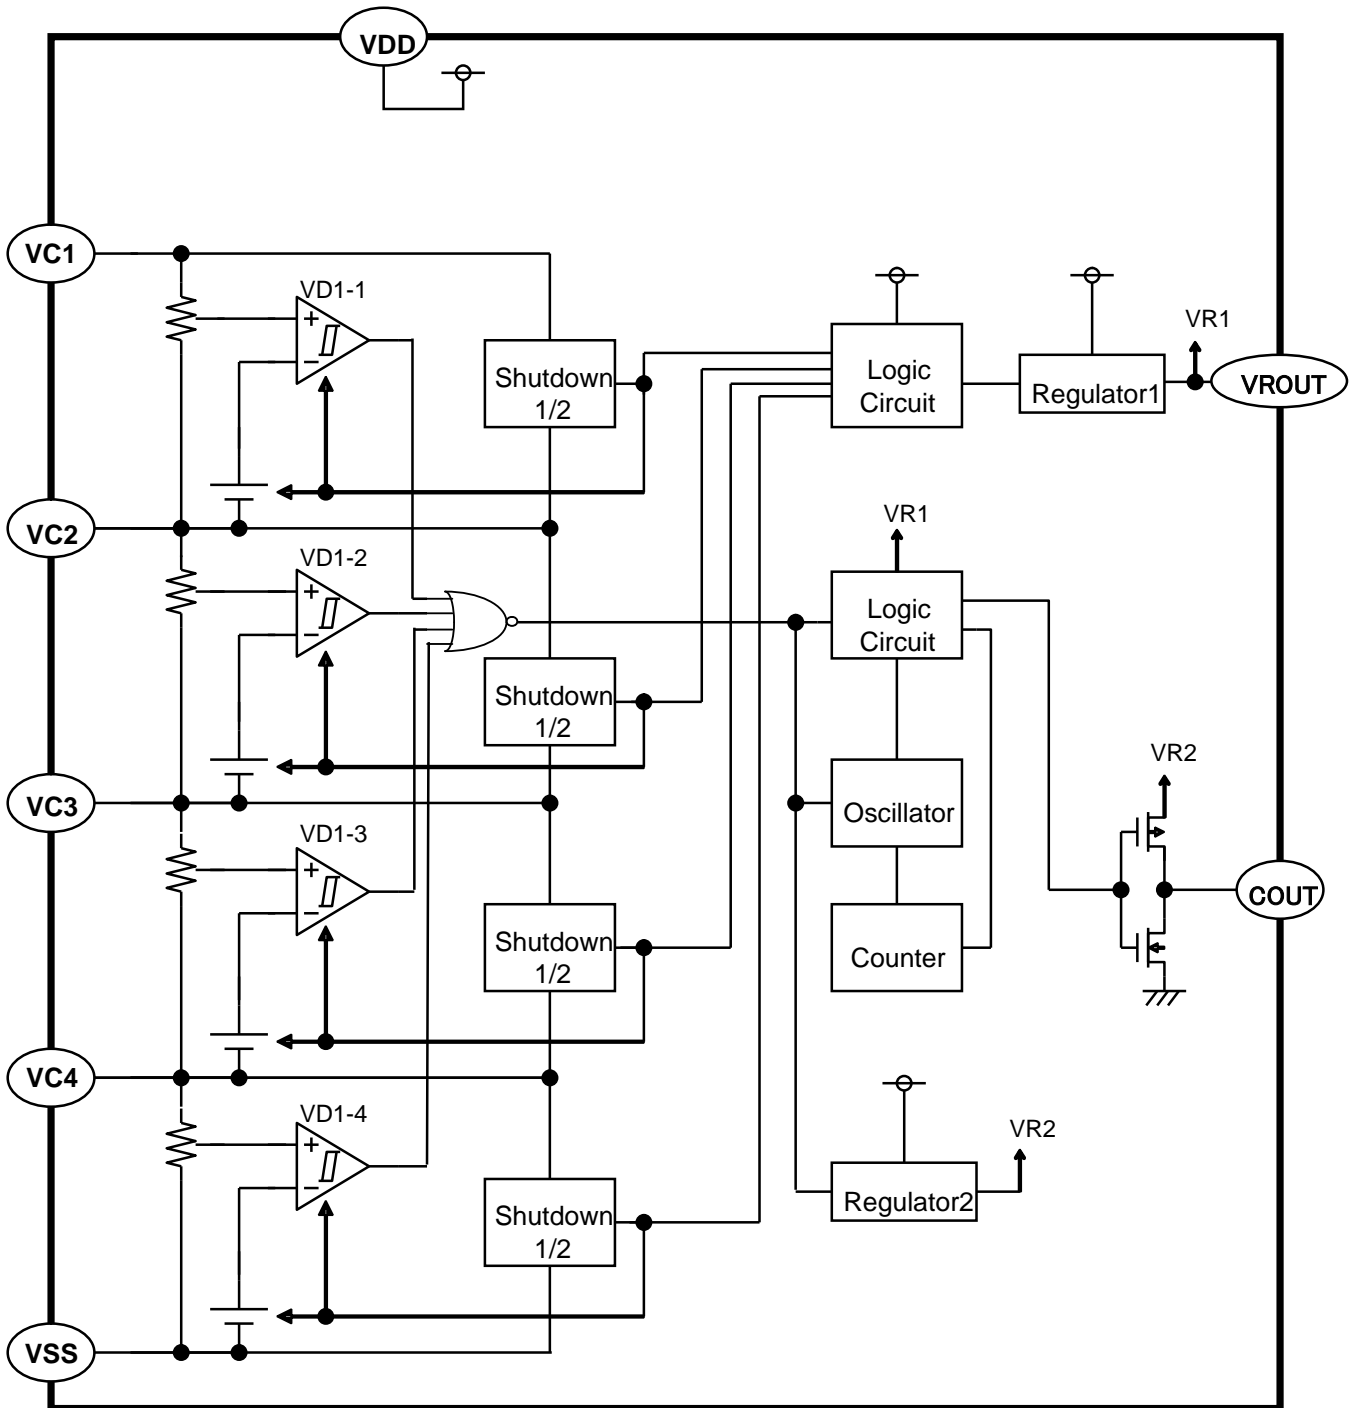 VDD
VC1
VD1-1
+
−
Shutdown
1/2
Logic
Circuit
Regulator1
VR1
VROUT
VC2
VD1-2
+
−
Shutdown
1/2
VR1
Logic
Circuit
VC3
VD1-3
+
−
Shutdown
1/2
Oscillator
Counter
VR2
COUT
VC4
VD1-4
+
−
Shutdown
1/2
Regulator2
VR2
VSS